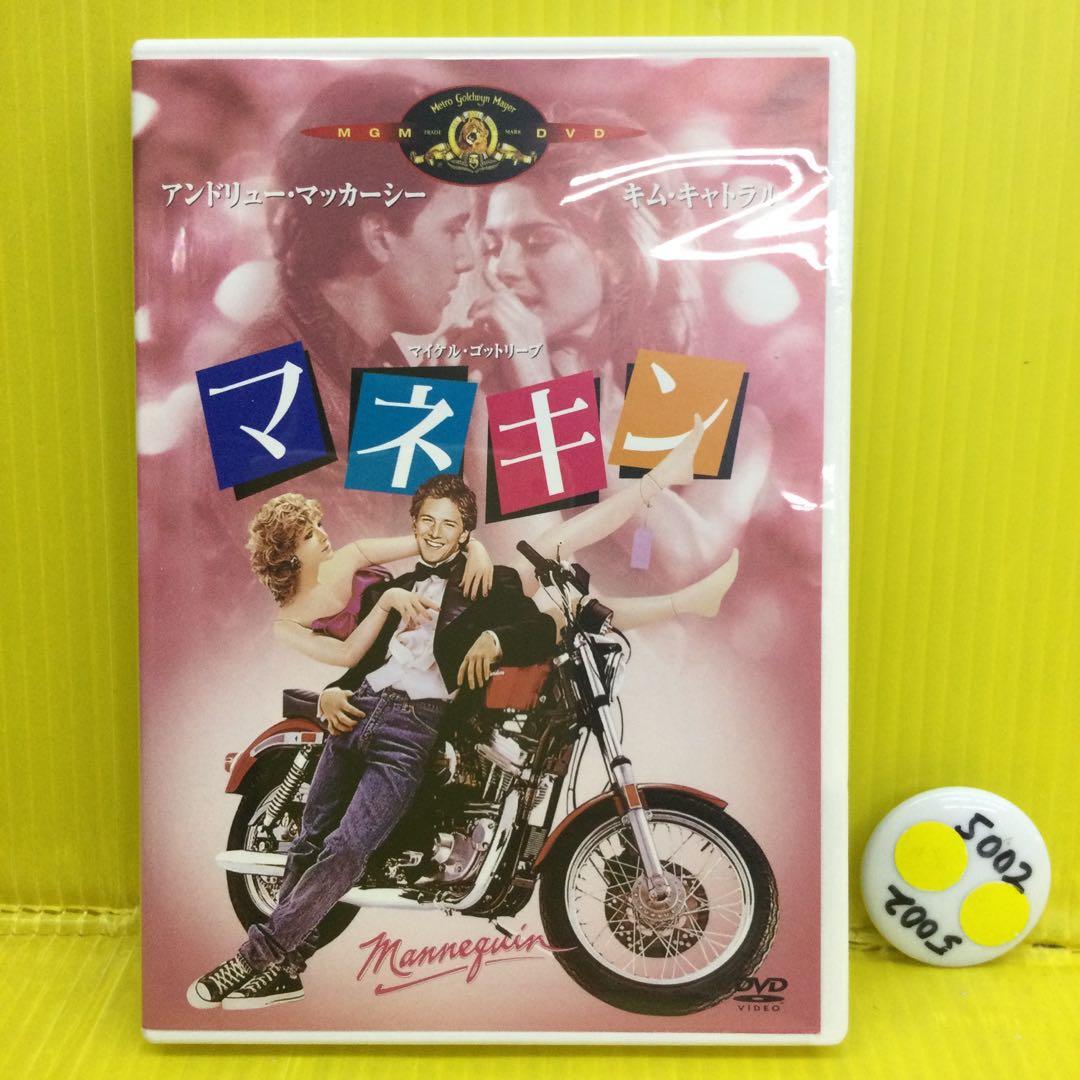 Metro Goldwyn Mayer
MGM TRADE MARK DVD
アンドリュー・マッカーシー キム・キャトラル
マイケル・ゴットリーブ
マネキン
Mannequin
DVD
VIDEO
5002
5002